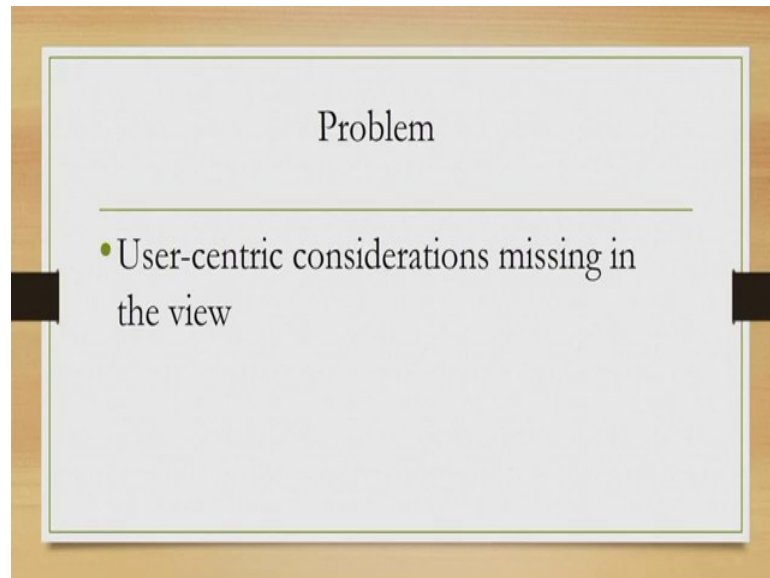 Problem
•User-centric considerations missing in
the view